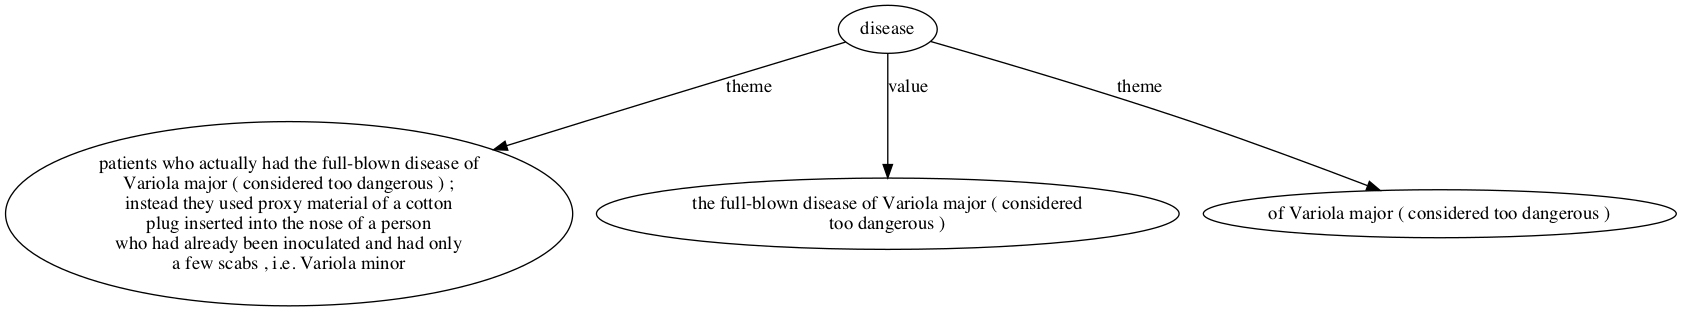 disease
theme
value
theme
patients who actually had the full-blown disease of
Variola major ( considered too dangerous ) ;
instead they used proxy material of a cotton
plug inserted into the nose of a person
who had already been inoculated and had only
a few scabs , i.e. Variola minor
the full-blown disease of Variola major ( considered
too dangerous )
of Variola major ( considered too dangerous )